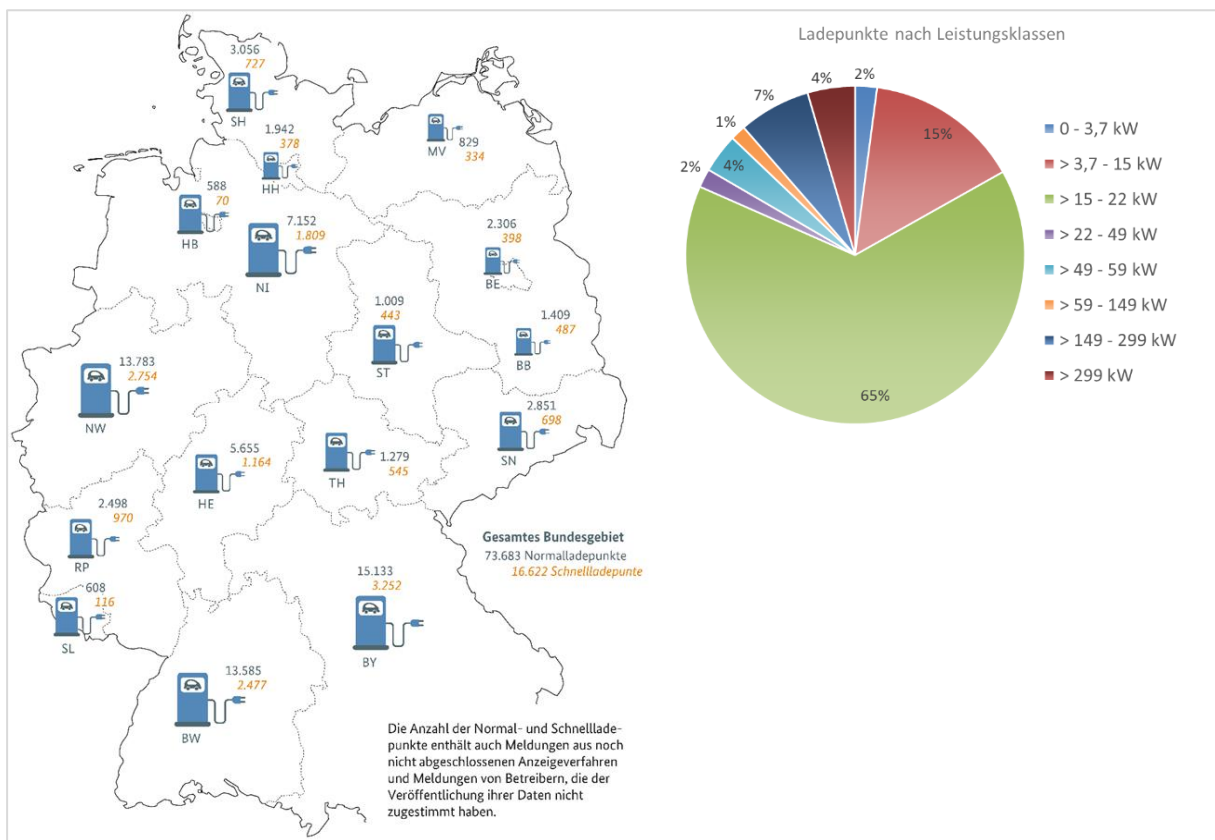 3.056
727
SH
1.942
378
HH
829
334
MV
588
70
HB
7.152
1.809
NI
2.306
398
BE
1.009
443
ST
1.409
487
BB
13.783
2.754
NW
2.851
698
SN
5.655
1.164
HE
1.279
545
TH
2.498
970
RP
608
116
SL
15.133
3.252
BY
13.585
2.477
BW
Gesamtes Bundesgebiet
73.683 Normalladepunkte
16.622 Schnellladepunte
Die Anzahl der Normal- und Schnelllade-
punkte enthält auch Meldungen aus noch
nicht abgeschlossenen Anzeigeverfahren
und Meldungen von Betreibern, die der
Veröffentlichung ihrer Daten nicht
zugestimmt haben.
Ladepunkte nach Leistungsklassen
2%
15%
65%
2%
4%
1%
7%
4%
0 - 3,7 kW
> 3,7 - 15 kW
> 15 - 22 kW
> 22 - 49 kW
> 49 - 59 kW
> 59 - 149 kW
> 149 - 299 kW
> 299 kW